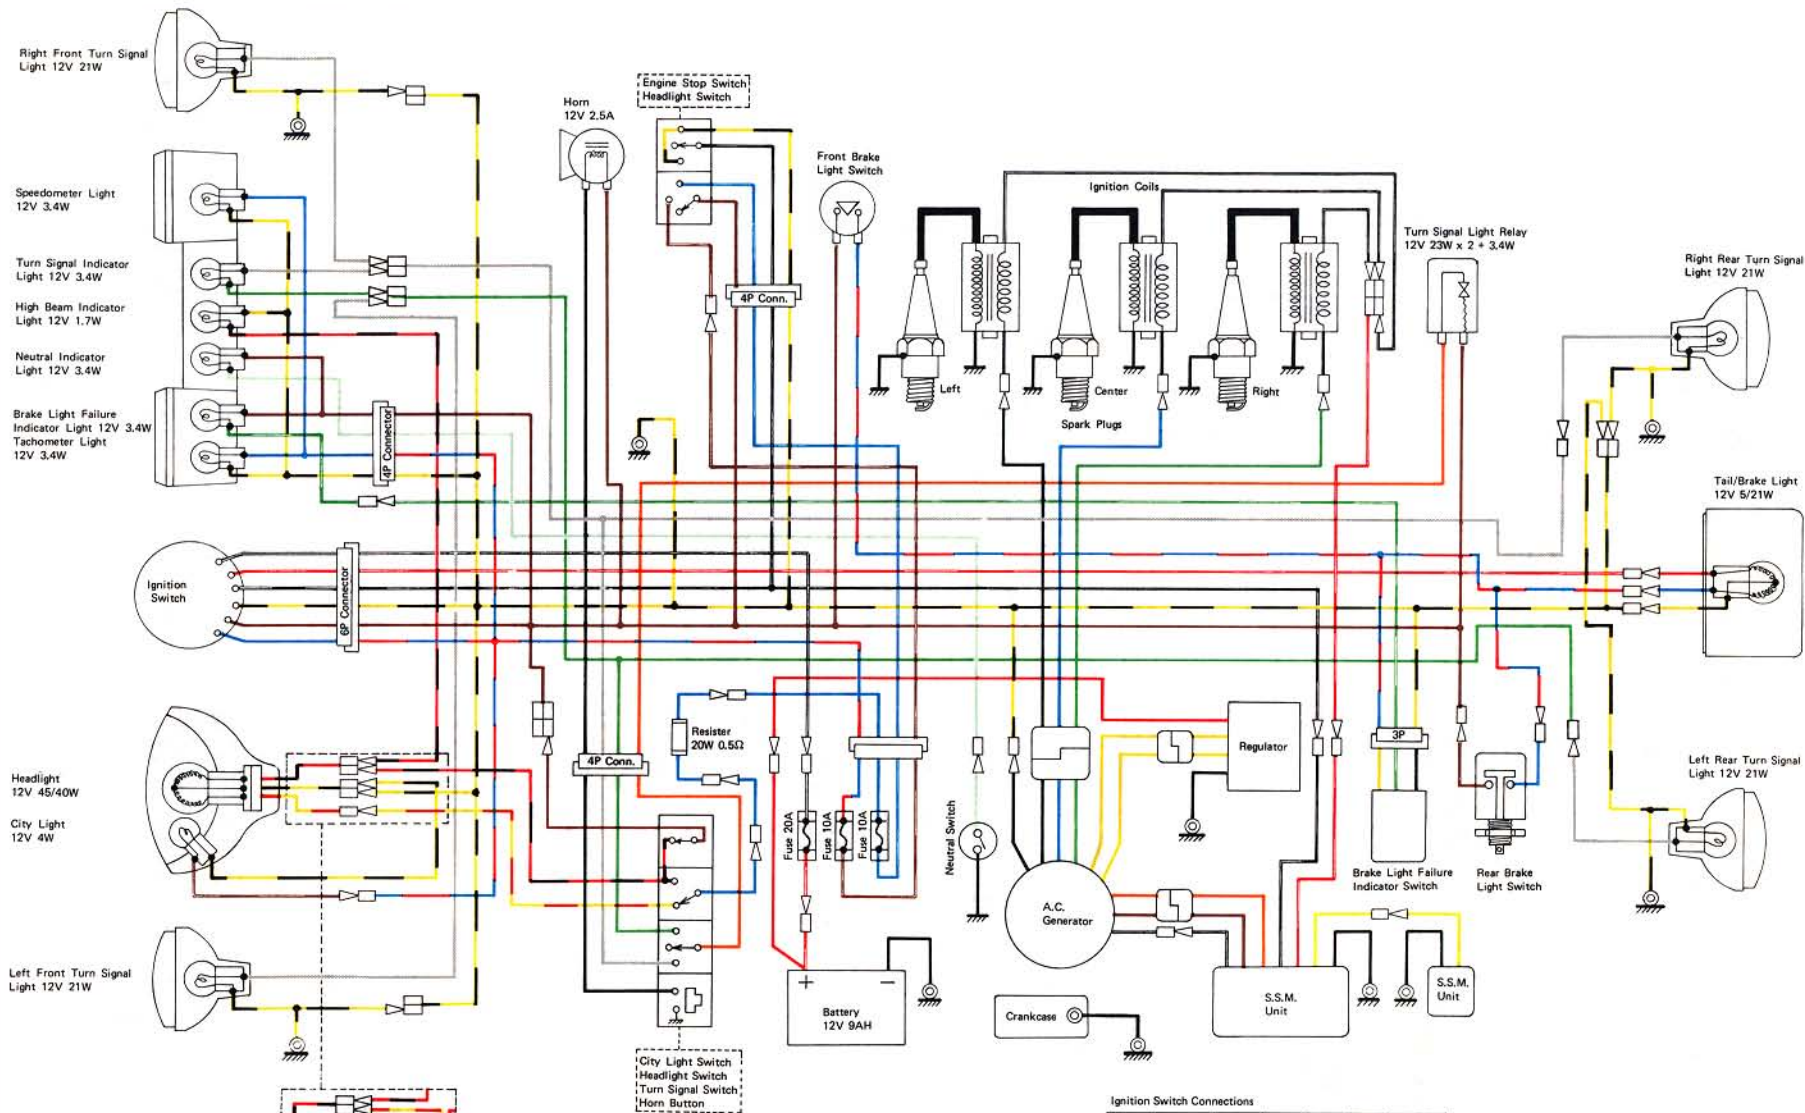 Right Front Turn Signal
Light 12V 21W
Speedometer Light
12V 3.4W
Turn Signal Indicator
Light 12V 3.4W
High Beam Indicator
Light 12V 1.7W
Neutral Indicator
Light 12V 3.4W
Brake Light Failure
Indicator Light 12V 3.4W
Tachometer Light
12V 3.4W
Ignition
Switch
Headlight
12V 45/40W
City Light
12V 4W
Left Front Turn Signal
Light 12V 21W
4P Connector
6P Connector
Horn
12V 2.5A
Engine Stop Switch
Headlight Switch
4P Conn.
Front Brake
Light Switch
Ignition Coils
Left
Center
Right
Spark Plugs
Turn Signal Light Relay
12V 23W x 2 + 3.4W
Right Rear Turn Signal
Light 12V 21W
Tail/Brake Light
12V 5/21W
Left Rear Turn Signal
Light 12V 21W
Resister
20W 0.5Ω
4P Conn.
Fuse 20A
Fuse 10A
Fuse 10A
Neutral Switch
Regulator
3P
A.C.
Generator
Brake Light Failure
Indicator Switch
Rear Brake
Light Switch
+
−
Battery
12V 9AH
Crankcase
S.S.M.
Unit
S.S.M.
Unit
City Light Switch
Headlight Switch
Turn Signal Switch
Horn Button
Ignition Switch Connections